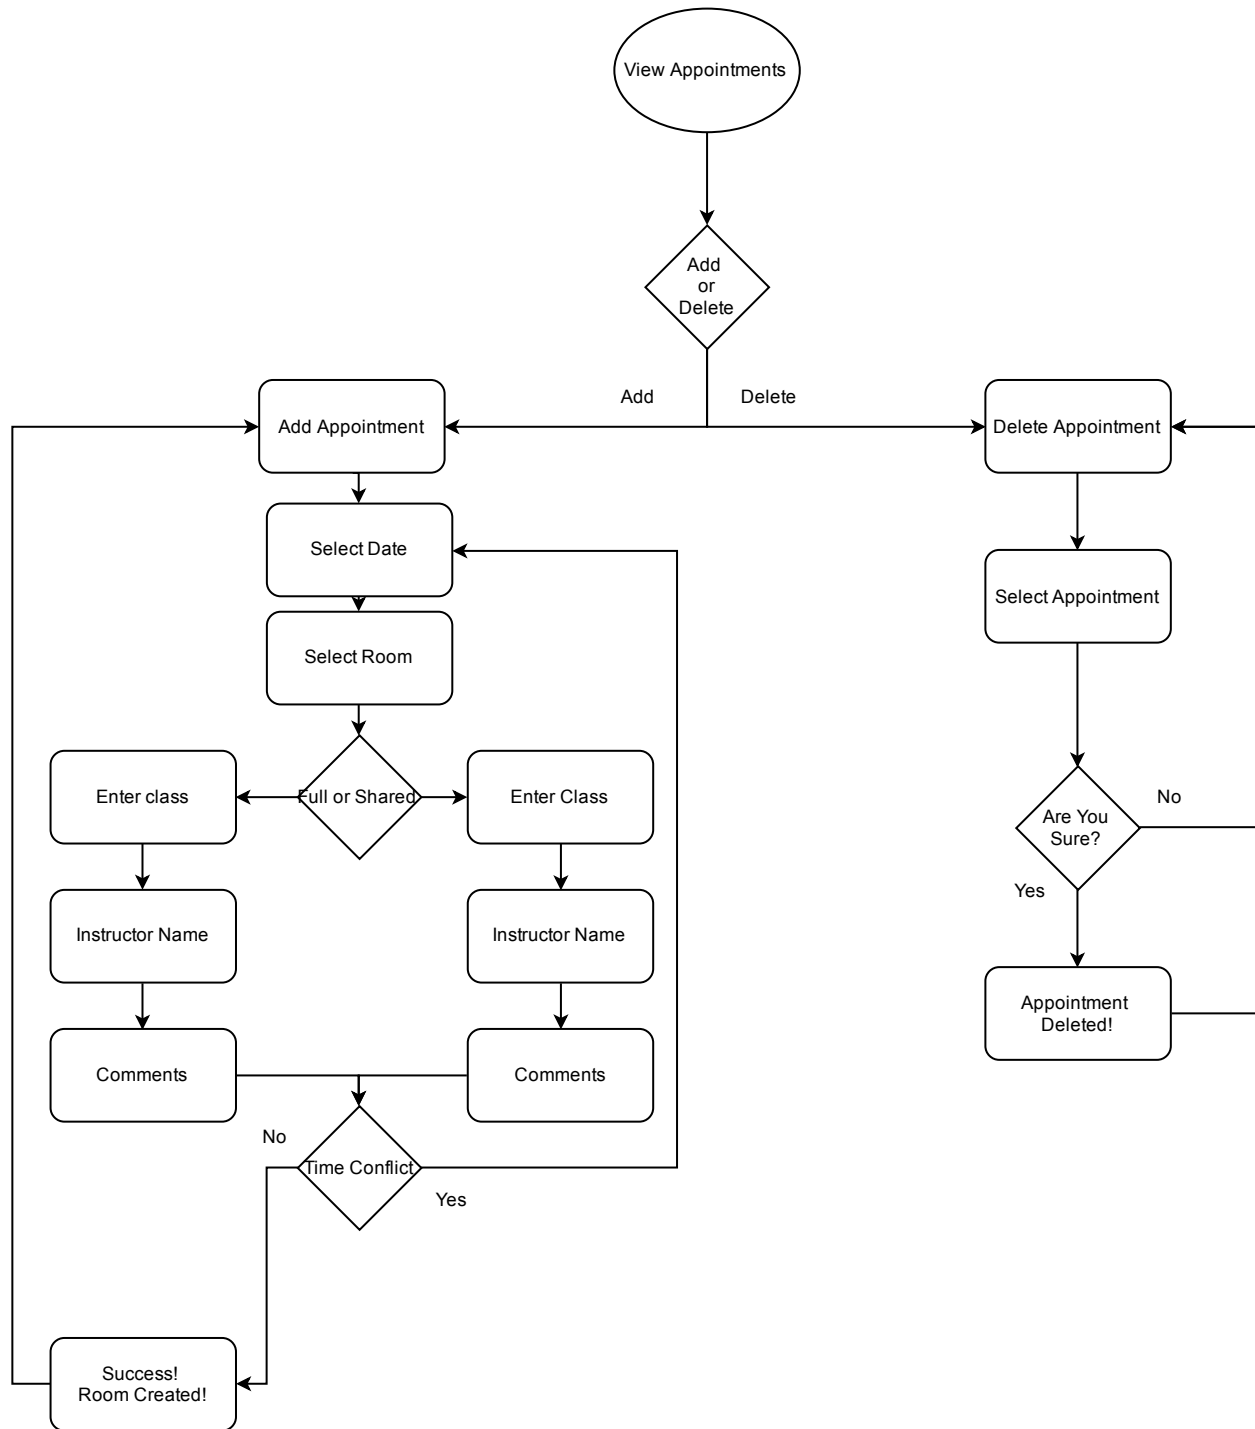 View Appointments
Add
or
Delete
Add
Delete
Add Appointment
Delete Appointment
Select Date
Select Appointment
Select Room
Enter class
Full or Shared
Enter Class
No
Are You
Sure?
Yes
Instructor Name
Instructor Name
Appointment
Deleted!
Comments
Comments
No
Time Conflict
Yes
Success!
Room Created!